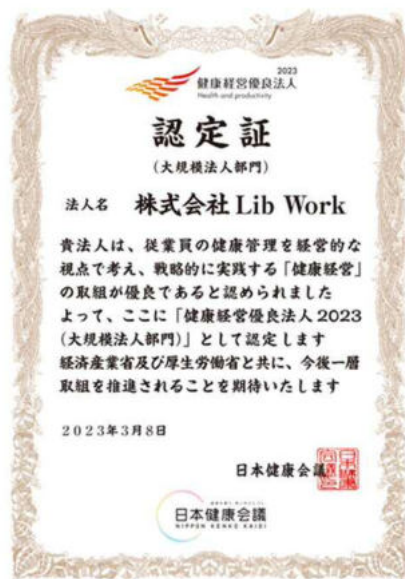 2023
健康経営優良法人
Health and productivity
認定証
(大規模法人部門)
法人名 株式会社 Lib Work
貴法人は、従業員の健康管理を経営的な
視点で考え、戦略的に実践する「健康経営」
の取組が優良であると認められました
よって、ここに「健康経営優良法人 2023
(大規模法人部門)」として認定します
経済産業省及び厚生労働省と共に、今後一層
取組を推進されることを期待いたします
2023年3月8日
日本健康会議
日本健康会議
NIPPON KENKO KAIGI